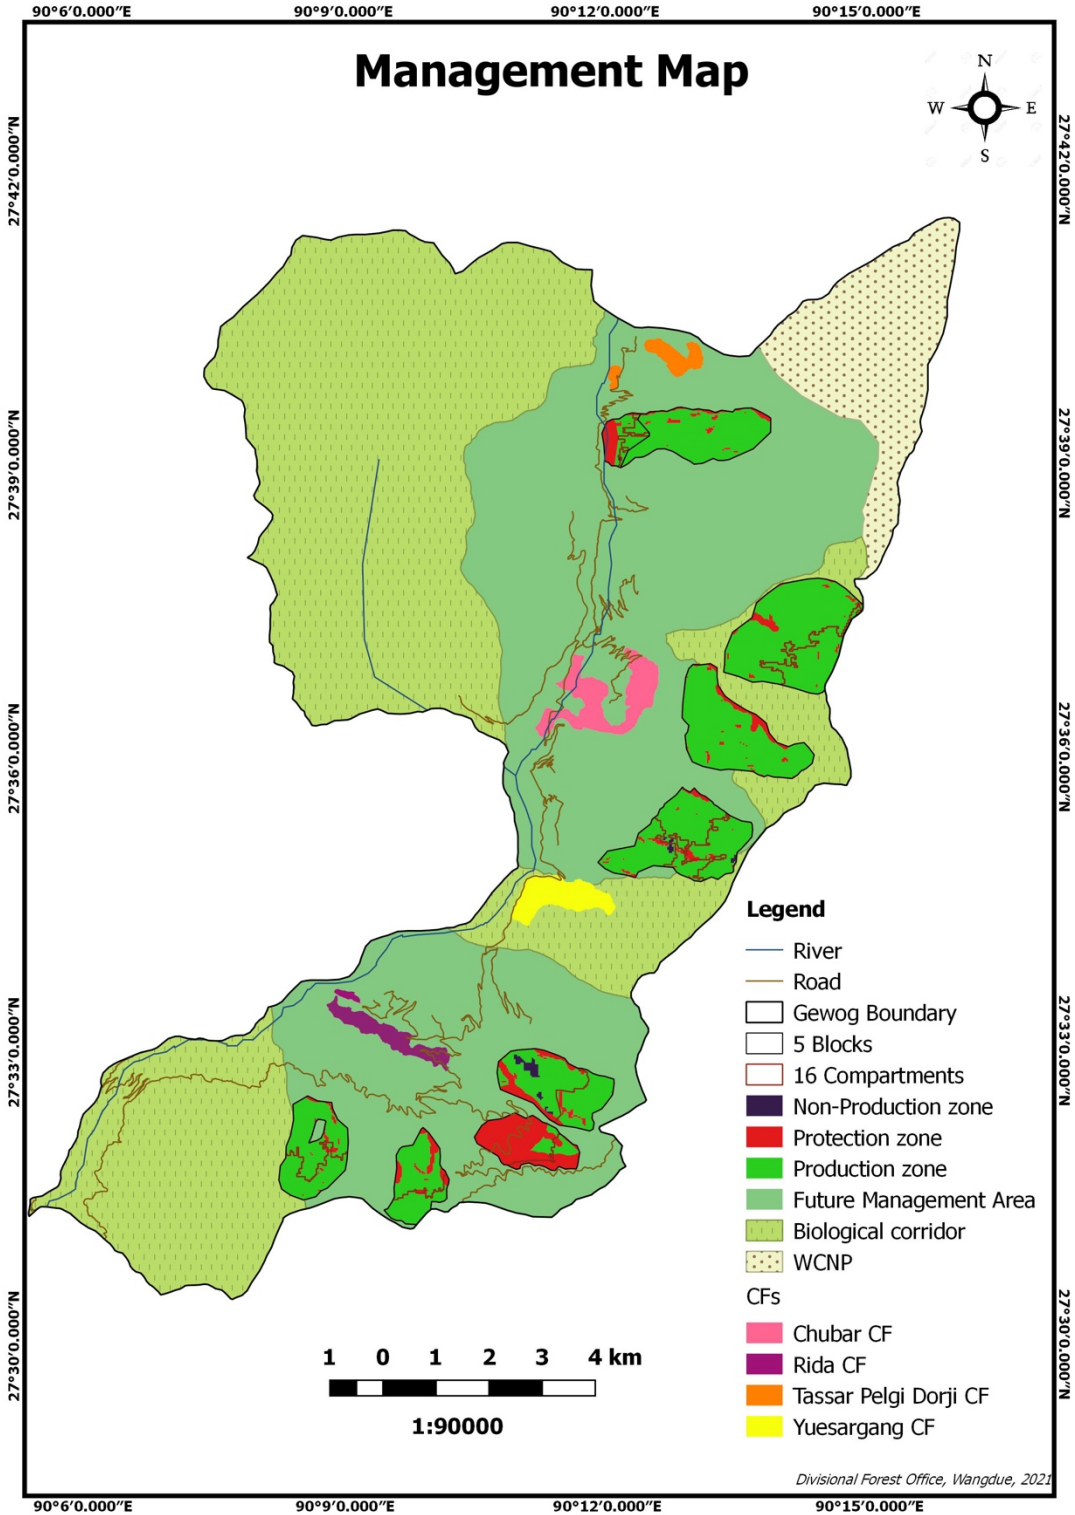 90°6′0.000″E 90°9′0.000″E 90°12′0.000″E 90°15′0.000″E
Management Map
N
W E
S
27°42′0.000″N 27°42′0.000″N
27°39′0.000″N 27°39′0.000″N
27°36′0.000″N 27°36′0.000″N
27°33′0.000″N 27°33′0.000″N
27°30′0.000″N 27°30′0.000″N
Legend
River
Road
Gewog Boundary
5 Blocks
16 Compartments
Non-Production zone
Protection zone
Production zone
Future Management Area
Biological corridor
WCNP
CFs
Chubar CF
Rida CF
Tassar Pelgi Dorji CF
Yuesargang CF
1 0 1 2 3 4 km
1:90000
Divisional Forest Office, Wangdue, 2021
90°6′0.000″E 90°9′0.000″E 90°12′0.000″E 90°15′0.000″E